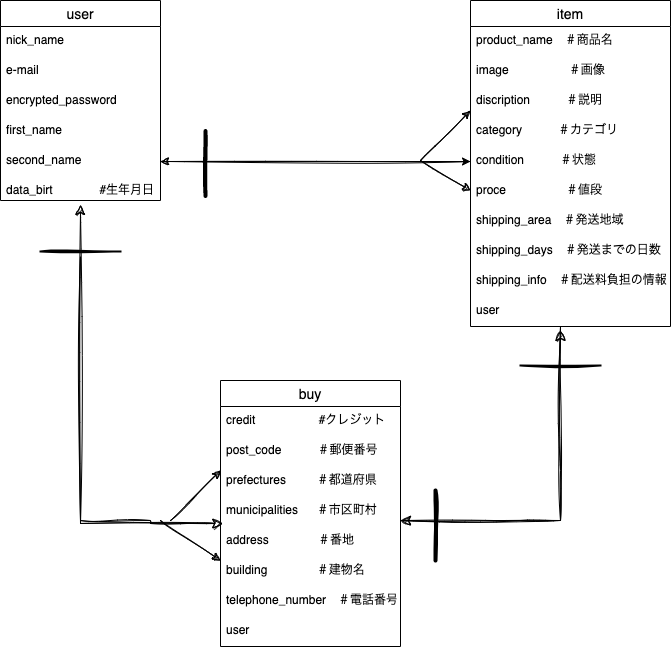 user
nick_name
e-mail
encrypted_password
first_name
second_name
data_birt #生年月日
item
product_name #商品名
image #画像
discription #説明
category #カテゴリ
condition #状態
proce #値段
shipping_area #発送地域
shipping_days #発送までの日数
shipping_info #配送料負担の情報
user
buy
credit #クレジット
post_code #郵便番号
prefectures #都道府県
municipalities #市区町村
address #番地
building #建物名
telephone_number #電話番号
user